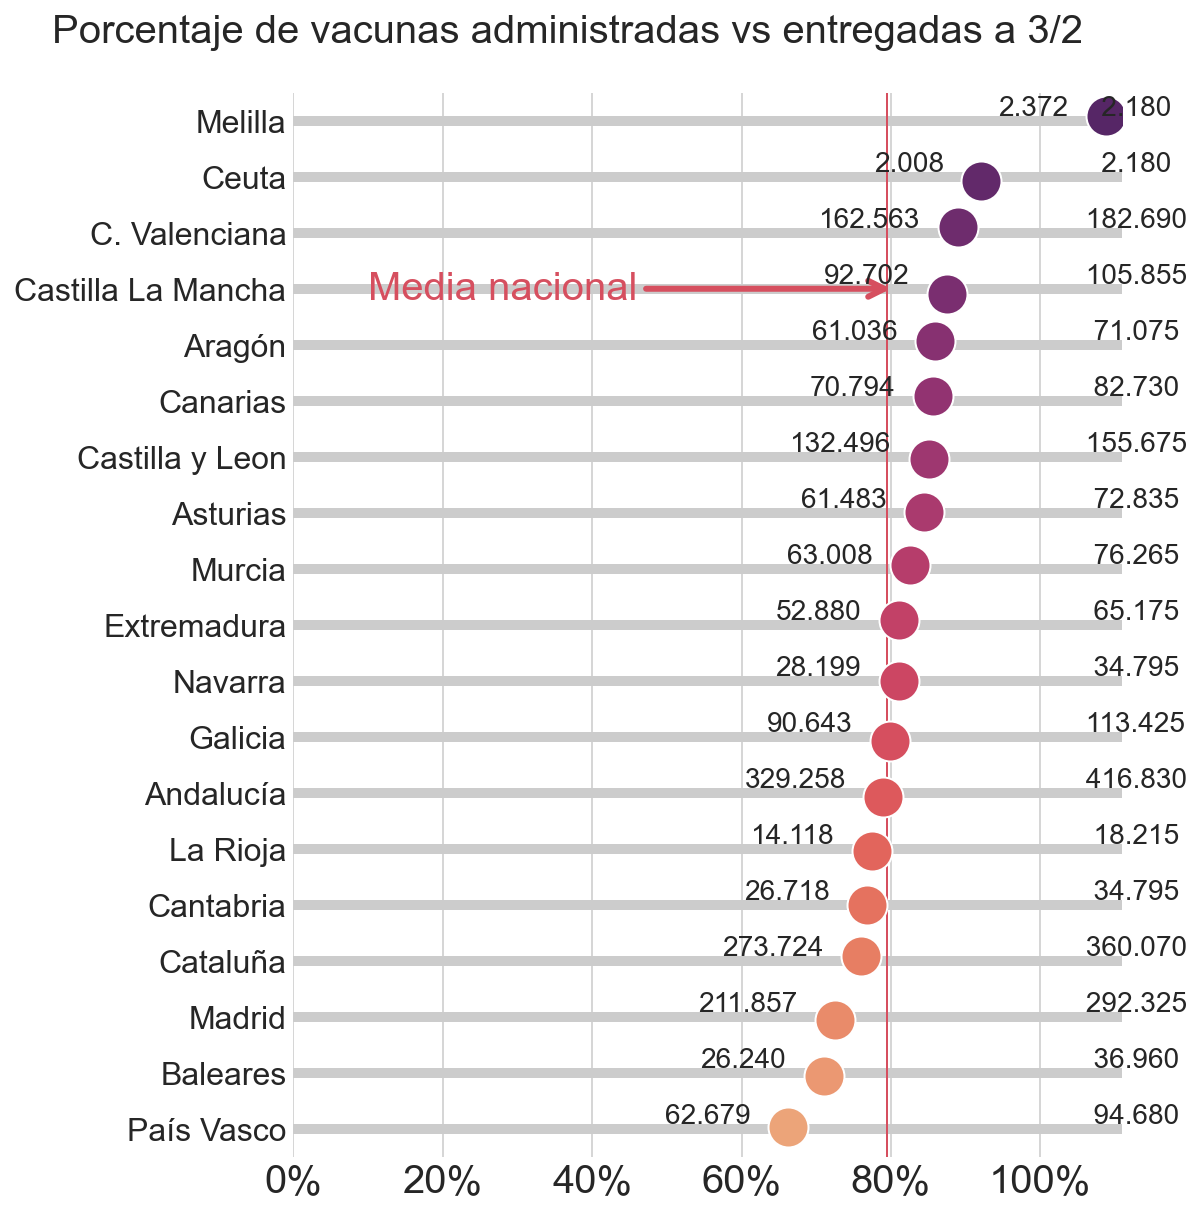 Porcentaje de vacunas administradas vs entregadas a 3/2
Melilla 2.372 2.180
Ceuta 2.008 2.180
C. Valenciana 162.563 182.690
Castilla La Mancha Media nacional 92.702 105.855
Aragón 61.036 71.075
Canarias 70.794 82.730
Castilla y Leon 132.496 155.675
Asturias 61.483 72.835
Murcia 63.008 76.265
Extremadura 52.880 65.175
Navarra 28.199 34.795
Galicia 90.643 113.425
Andalucía 329.258 416.830
La Rioja 14.118 18.215
Cantabria 26.718 34.795
Cataluña 273.724 360.070
Madrid 211.857 292.325
Baleares 26.240 36.960
País Vasco 62.679 94.680
0% 20% 40% 60% 80% 100%